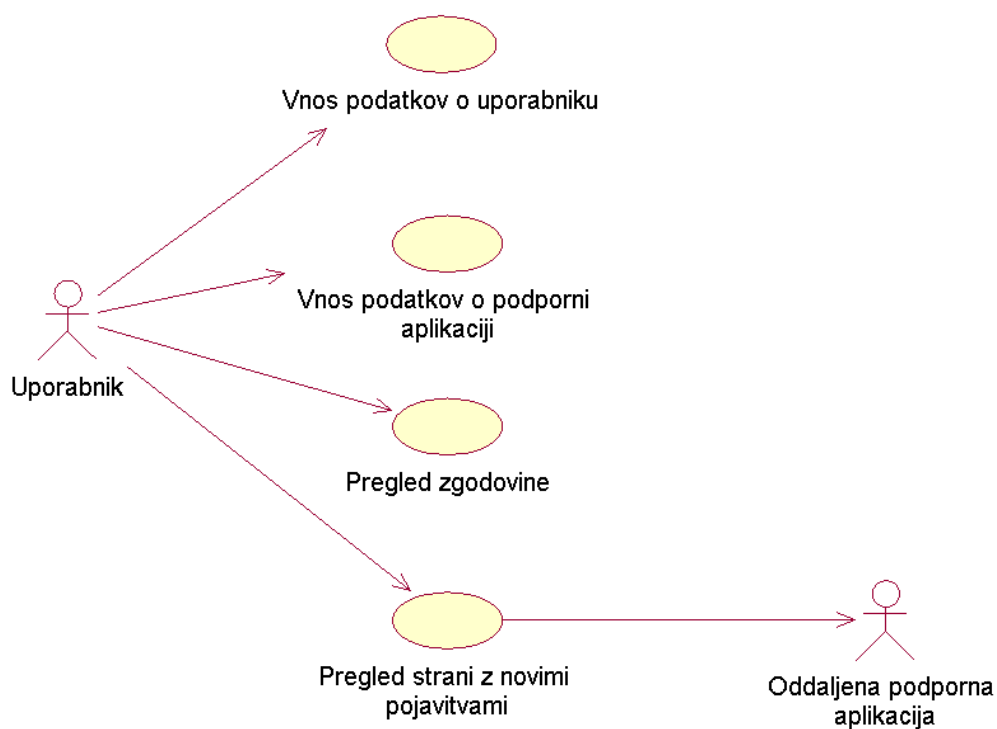 Vnos podatkov o uporabniku
Vnos podatkov o podporni
aplikaciji
Uporabnik
Pregled zgodovine
Pregled strani z novimi
pojavitvami
Oddaljena podporna
aplikacija